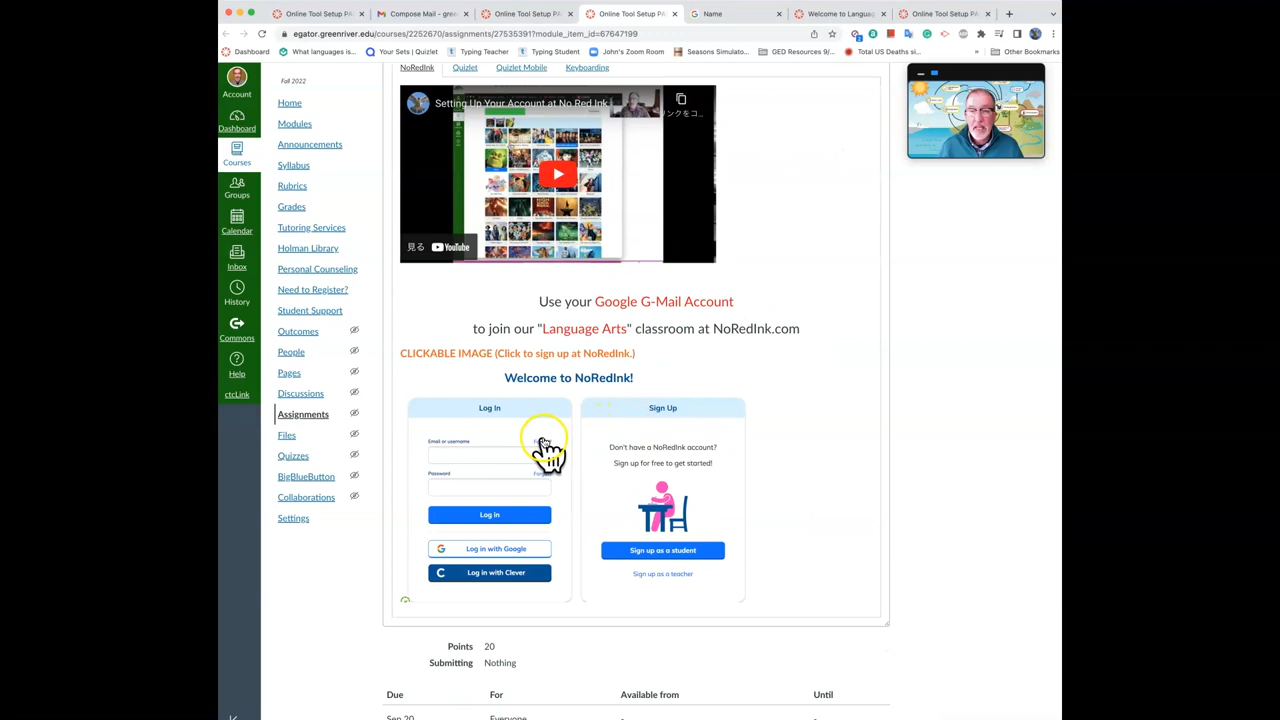 Online Tool Setup PA
Compose Mail - gree
Online Tool Setup PA
Online Tool Setup PA
Name
Welcome to Langua
Online Tool Setup PA
egator.greenriver.edu/courses/2252670/assignments/27535391?module_item_id=67647199
Dashboard
What languages is...
Your Sets | Quizlet
Typing Teacher
Typing Student
John's Zoom Room
Seasons Simulato...
GED Resources 9/...
Total US Deaths si...
Other Bookmarks
Account
Dashboard
Courses
Groups
Calendar
Inbox
History
Commons
Help
ctcLink
Fall 2022
Home
Modules
Announcements
Syllabus
Rubrics
Grades
Tutoring Services
Holman Library
Personal Counseling
Need to Register?
Student Support
Outcomes
People
Pages
Discussions
Assignments
Files
Quizzes
BigBlueButton
Collaborations
Settings
NoRedInk
Quizlet
Quizlet Mobile
Keyboarding
Setting Up Your Account at No Red Ink
リンクをコ...
見る YouTube
Use your Google G-Mail Account
to join our "Language Arts" classroom at NoRedInk.com
CLICKABLE IMAGE (Click to sign up at NoRedInk.)
Welcome to NoRedInk!
Log In
Email or username
Password
Log in
Log in with Google
Log in with Clever
Sign Up
Don't have a NoRedInk account?
Sign up for free to get started!
Sign up as a student
Sign up as a teacher
Points 20
Submitting Nothing
Due For Available from Until
Sep 20 Everyone - -